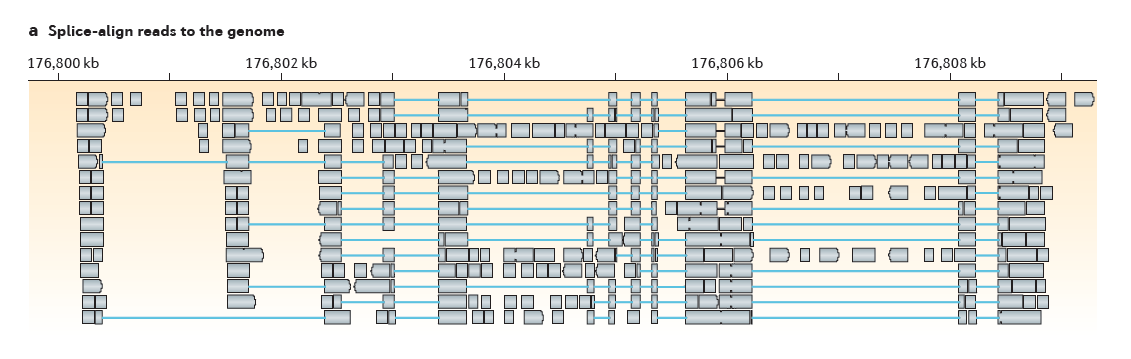 a Splice-align reads to the genome
176,800 kb 176,802 kb 176,804 kb 176,806 kb 176,808 kb